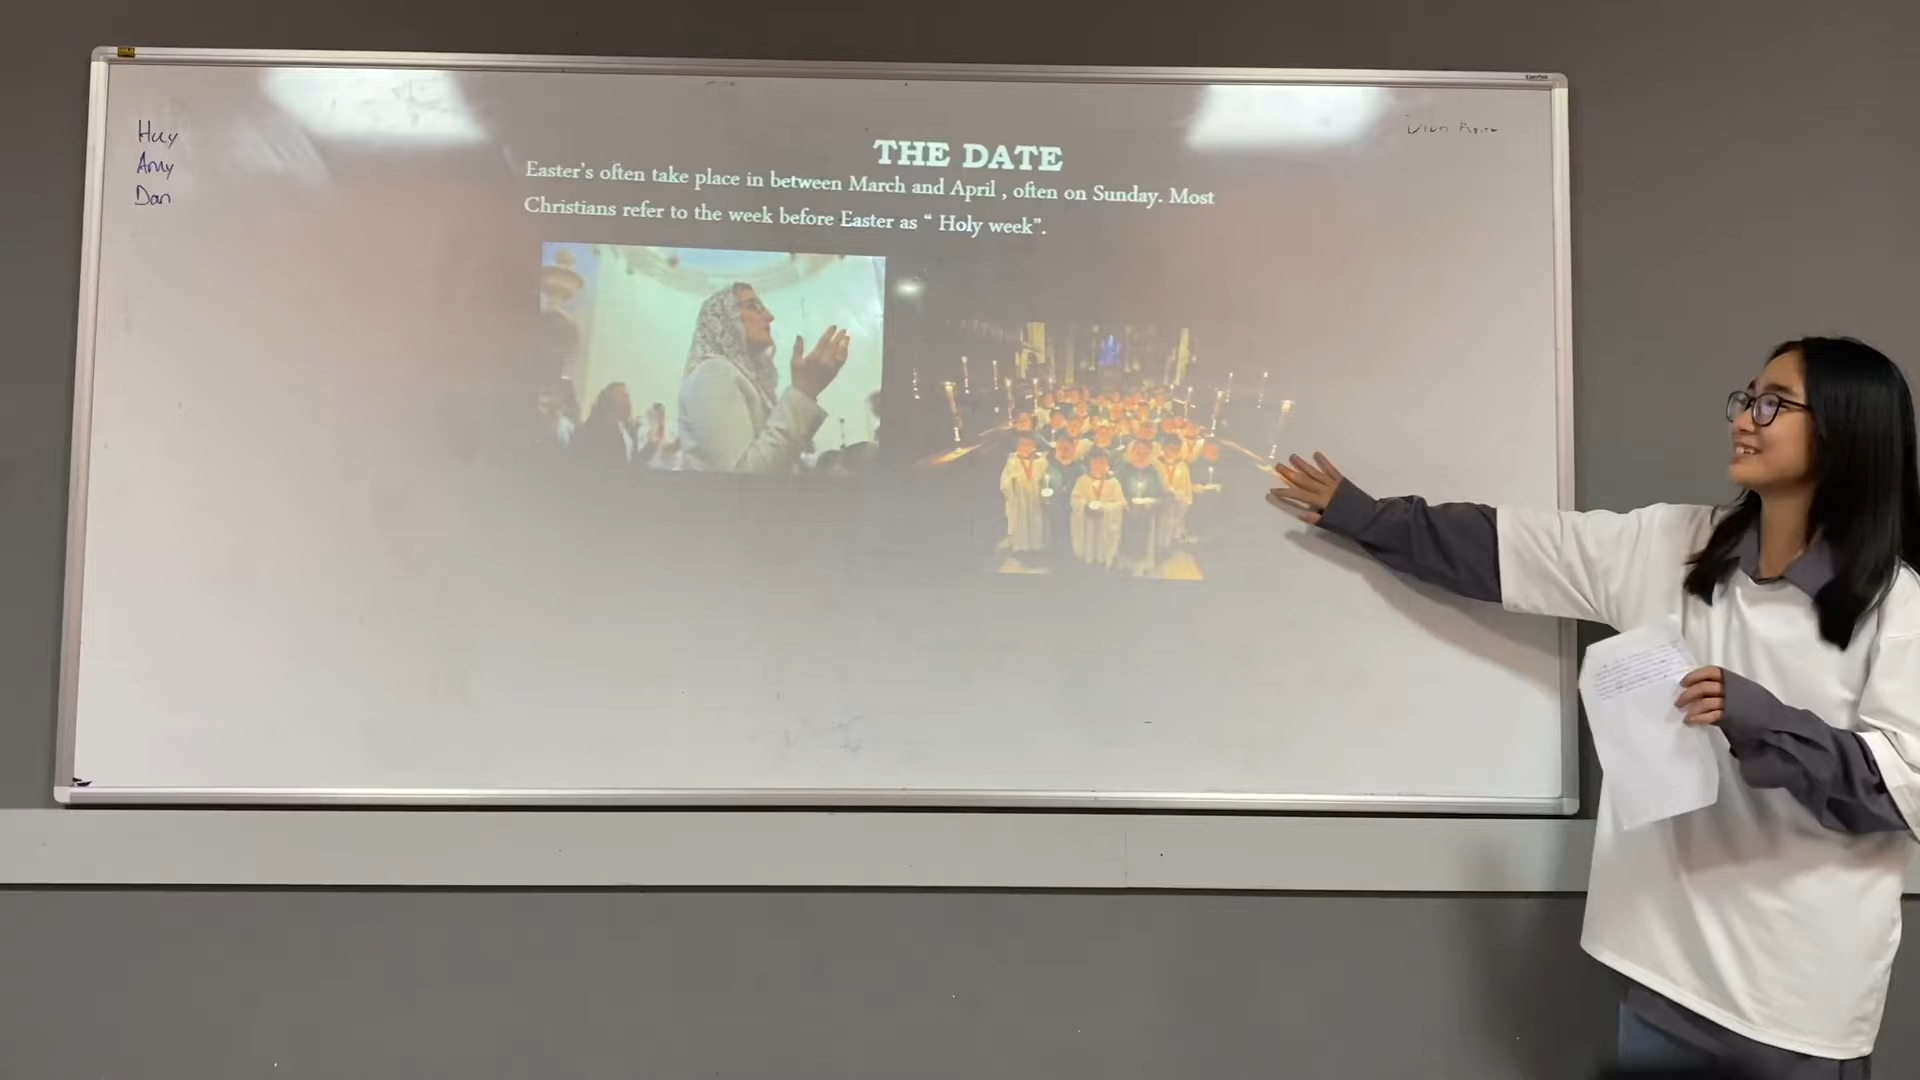 Huy
Amy
Dan
THE DATE
Easter's often take place in between March and April , often on Sunday. Most
Christians refer to the week before Easter as “ Holy week”.